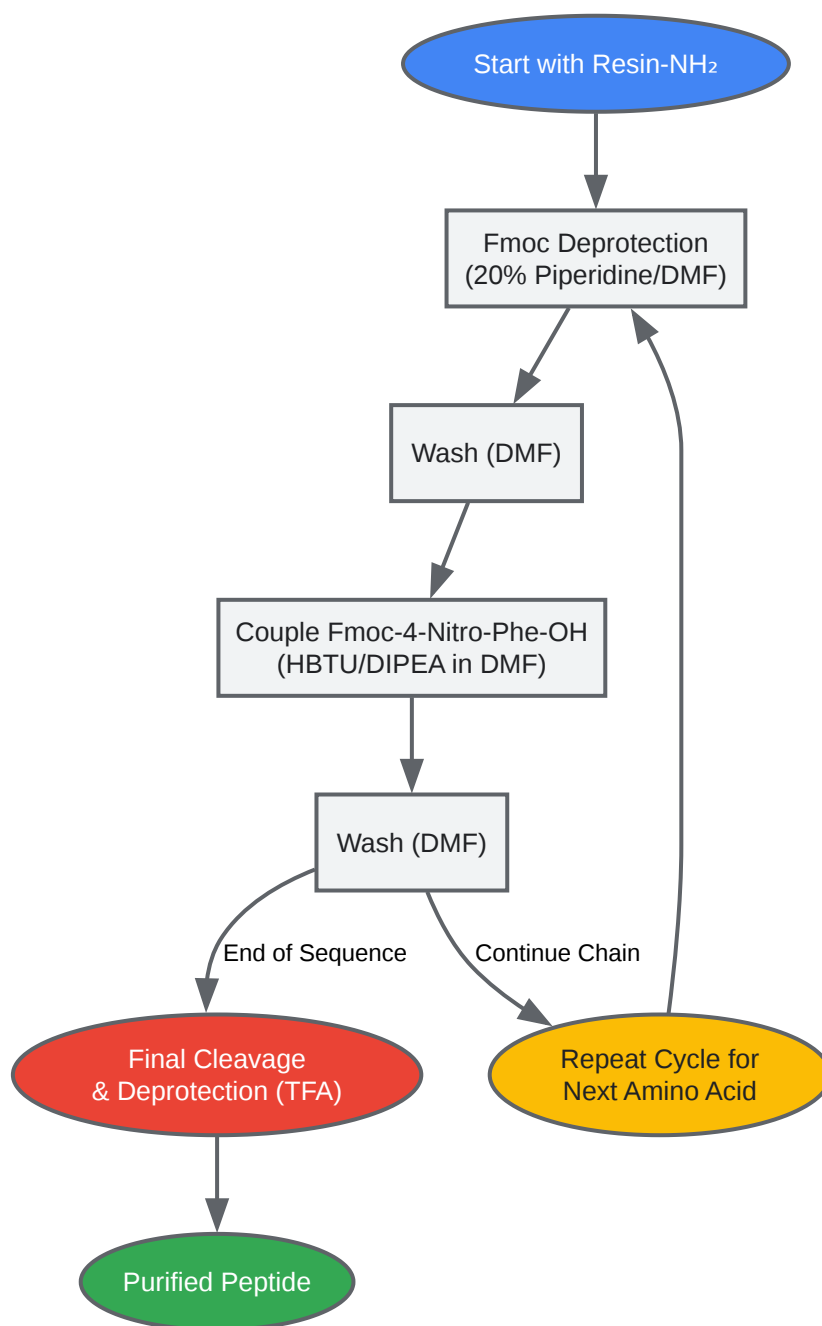 Start with Resin-NH₂
Fmoc Deprotection
(20% Piperidine/DMF)
Wash (DMF)
Couple Fmoc-4-Nitro-Phe-OH
(HBTU/DIPEA in DMF)
Wash (DMF)
End of Sequence
Continue Chain
Final Cleavage
& Deprotection (TFA)
Repeat Cycle for
Next Amino Acid
Purified Peptide